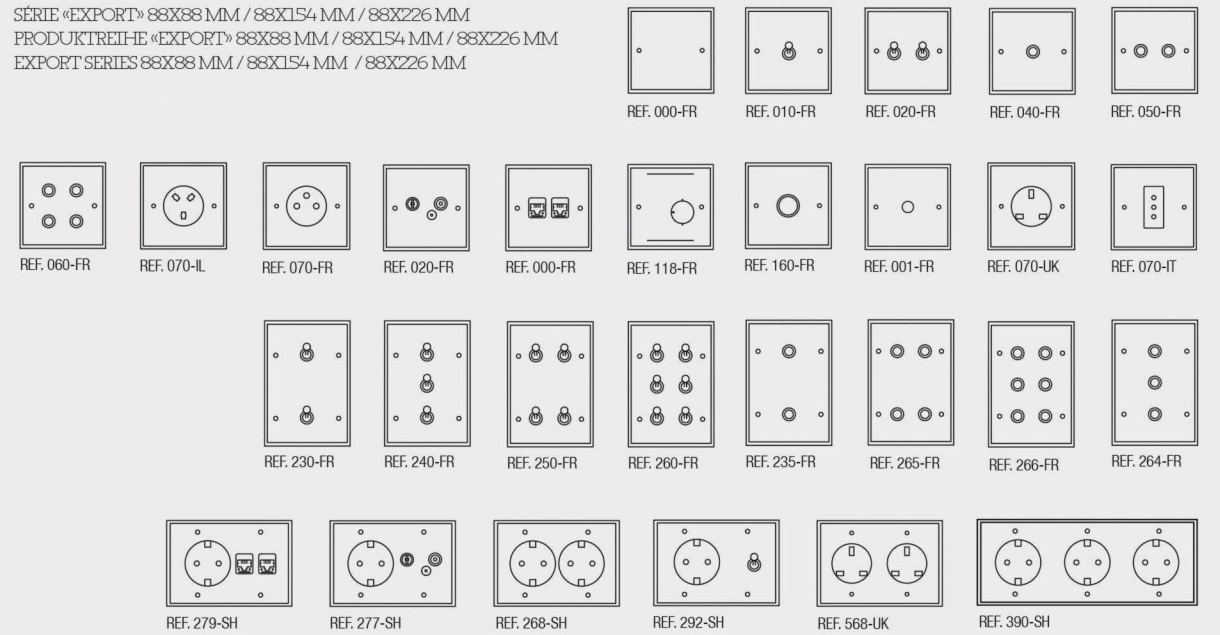 SÉRIE «EXPORT» 88X88 MM / 88X154 MM / 88X226 MM
PRODUKTREIHE «EXPORT» 88X88 MM / 88X154 MM / 88X226 MM
EXPORT SERIES 88X88 MM / 88X154 MM / 88X226 MM
REF. 000-FR REF. 010-FR REF. 020-FR REF. 040-FR REF. 050-FR
REF. 060-FR REF. 070-IL REF. 070-FR REF. 020-FR REF. 000-FR REF. 118-FR REF. 160-FR REF. 001-FR REF. 070-UK REF. 070-IT
REF. 230-FR REF. 240-FR REF. 250-FR REF. 260-FR REF. 235-FR REF. 265-FR REF. 266-FR REF. 264-FR
REF. 279-SH REF. 277-SH REF. 268-SH REF. 292-SH REF. 568-UK REF. 390-SH